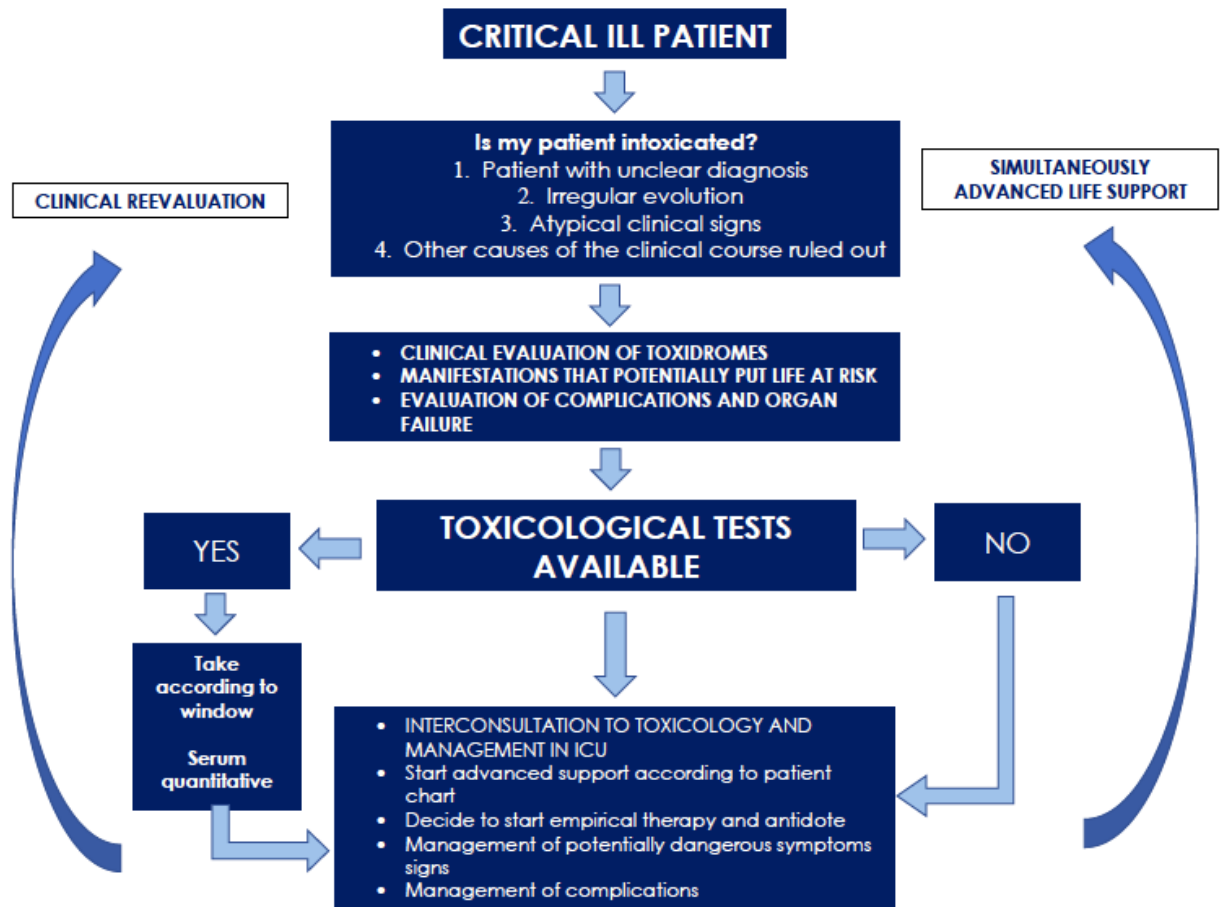 CRITICAL ILL PATIENT
Is my patient intoxicated?
1. Patient with unclear diagnosis
2. Irregular evolution
3. Atypical clinical signs
4. Other causes of the clinical course ruled out
CLINICAL REEVALUATION
SIMULTANEOUSLY
ADVANCED LIFE SUPPORT
• CLINICAL EVALUATION OF TOXIDROMES
• MANIFESTATIONS THAT POTENTIALLY PUT LIFE AT RISK
• EVALUATION OF COMPLICATIONS AND ORGAN
FAILURE
TOXICOLOGICAL TESTS
AVAILABLE
YES
NO
Take
according to
window
Serum
quantitative
• INTERCONSULTATION TO TOXICOLOGY AND
MANAGEMENT IN ICU
• Start advanced support according to patient
chart
• Decide to start empirical therapy and antidote
• Management of potentially dangerous symptoms
signs
• Management of complications